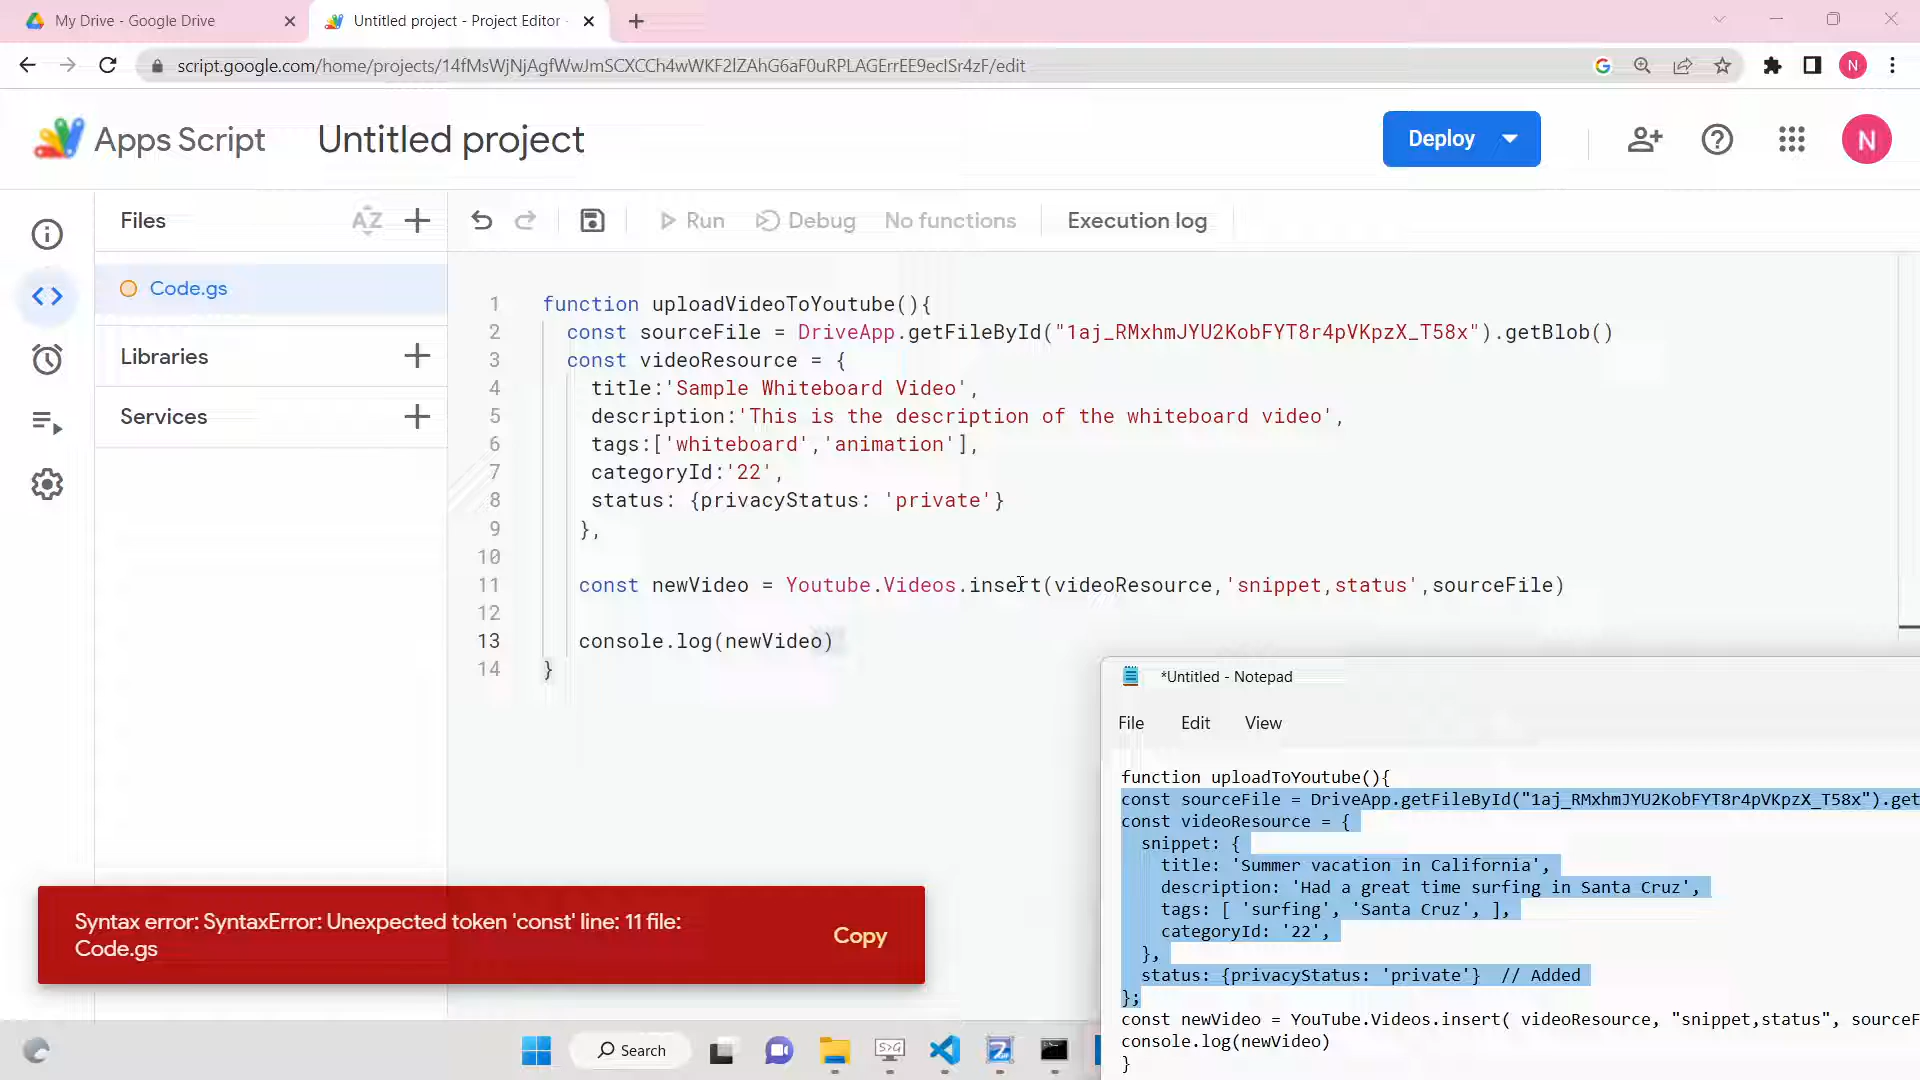 My Drive - Google Drive
Untitled project - Project Editor -
script.google.com/home/projects/14fMsWjNjAgfWwJmSCXCCh4wWKF2lZAhG6aF0uRPLAGErrEE9ecISr4zF/edit
N
Apps Script
Untitled project
Deploy
N
Files
AZ
Run
Debug
No functions
Execution log
Code.gs
Libraries
Services
1 function uploadVideoToYoutube(){
2 const sourceFile = DriveApp.getFileById("1aj_RMxhmJYU2KobFYT8r4pVKpzX_T58x").getBlob()
3 const videoResource = {
4 title:'Sample Whiteboard Video',
5 description:'This is the description of the whiteboard video',
6 tags:['whiteboard','animation'],
7 categoryId:'22',
8 status: {privacyStatus: 'private'}
9 },
10
11 const newVideo = Youtube.Videos.insert(videoResource,'snippet,status',sourceFile)
12
13 console.log(newVideo)
14 }
*Untitled - Notepad
File Edit View
function uploadToYoutube(){
const sourceFile = DriveApp.getFileById("1aj_RMxhmJYU2KobFYT8r4pVKpzX_T58x").get
const videoResource = {
snippet: {
title: 'Summer vacation in California',
description: 'Had a great time surfing in Santa Cruz',
tags: [ 'surfing', 'Santa Cruz', ],
categoryId: '22',
},
status: {privacyStatus: 'private'} // Added
};
const newVideo = YouTube.Videos.insert( videoResource, "snippet,status", sourceF
console.log(newVideo)
}
Syntax error: SyntaxError: Unexpected token 'const' line: 11 file:
Code.gs
Copy
Search